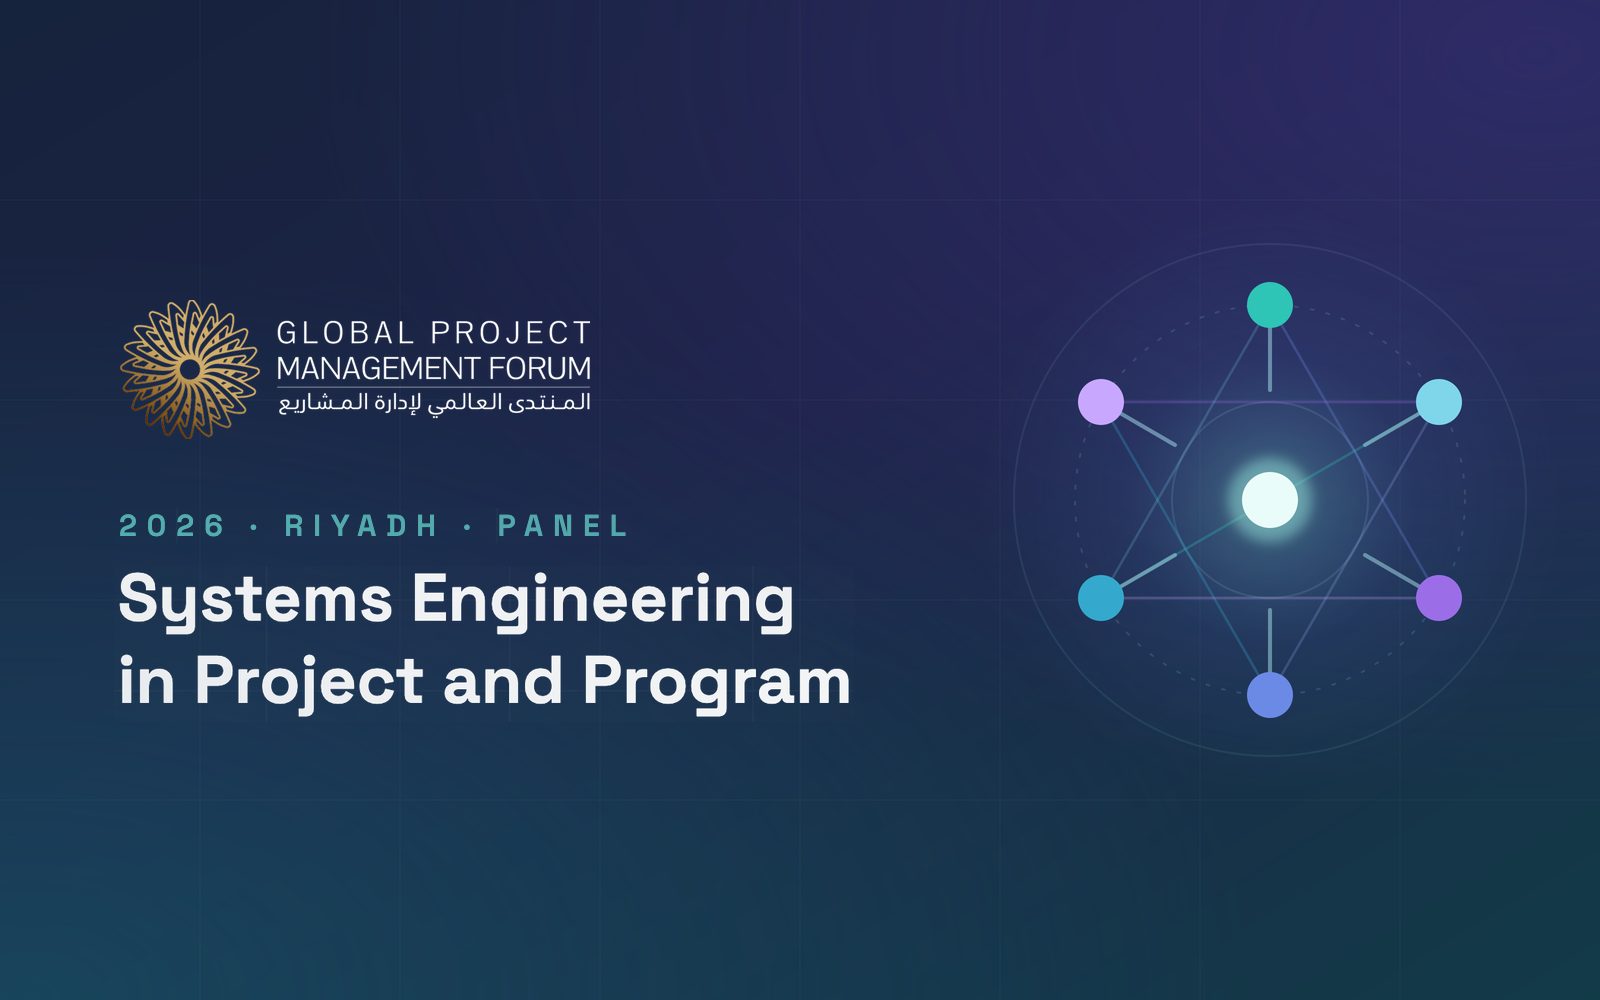 GLOBAL PROJECT
MANAGEMENT FORUM
المنتدى العالمي لإدارة المشاريع
2026 · RIYADH · PANEL
Systems Engineering
in Project and Program